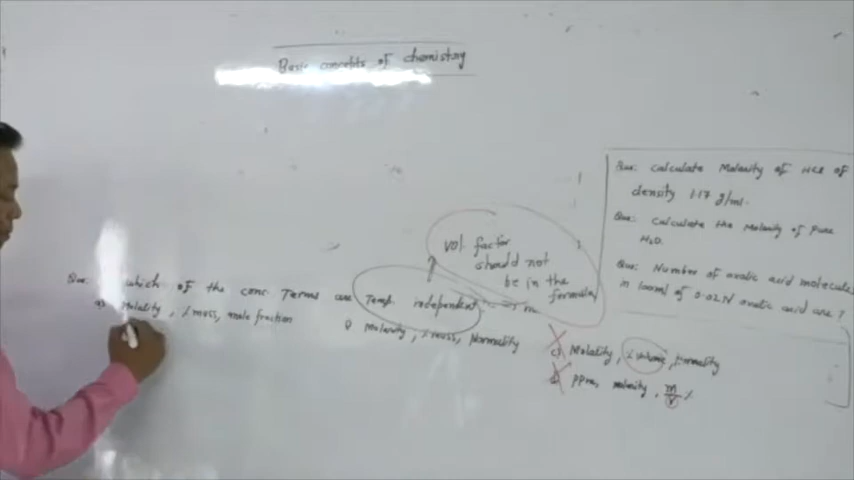 Basic concepts of chemistry
Que: Calculate Molarity of HCl of
density 1.17 g/ml.
Que: Calculate the Molarity of Pure
H2O.
Que: Number of oxalic acid molecules
in 100ml of 0.02N oxalic acid are?
vol. factor
should not
be in the
formula
Que: which of the conc. Terms are Temp. independent
a) Molality, % mass, mole fraction
b) Molarity, % mass, Normality
c) Molality, % volume, Normality
d) PPm, molarity, m/v %